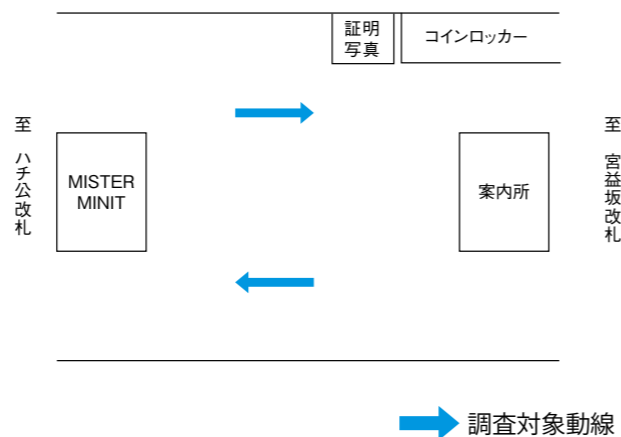 証明
写真
コインロッカー
至 ハチ公改札
MISTER
MINIT
案内所
至 宮益坂改札
調査対象動線